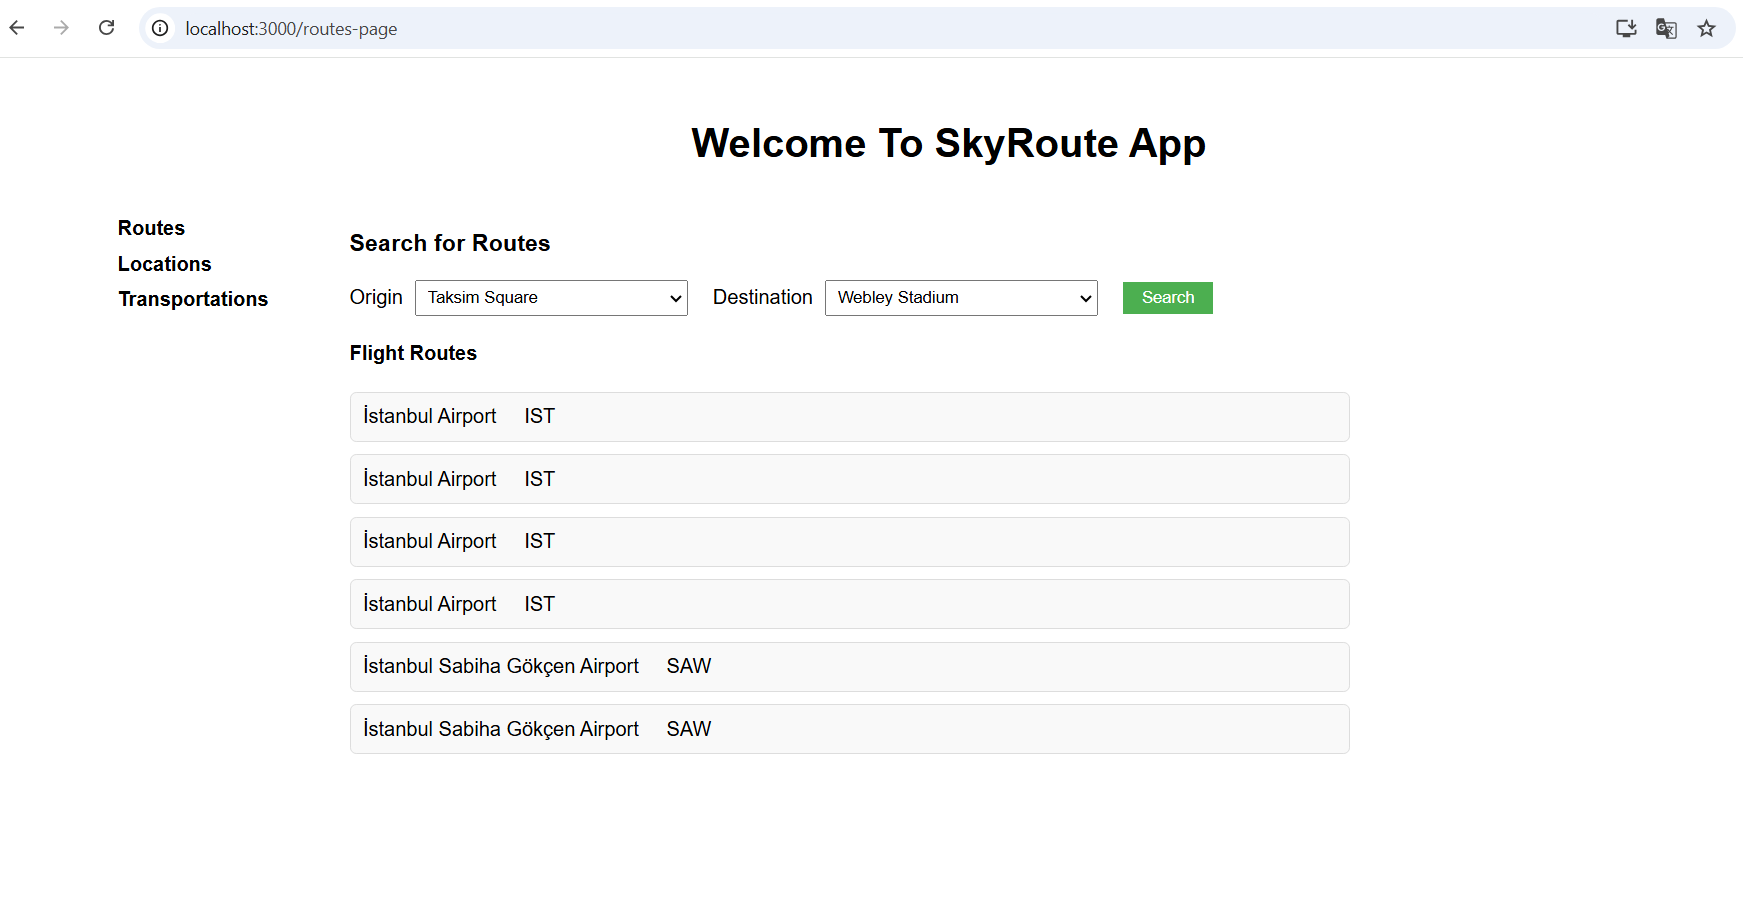 localhost:3000/routes-page
Welcome To SkyRoute App
Routes
Locations
Transportations
Search for Routes
Origin Taksim Square Destination Webley Stadium Search
Flight Routes
İstanbul Airport IST
İstanbul Airport IST
İstanbul Airport IST
İstanbul Airport IST
İstanbul Sabiha Gökçen Airport SAW
İstanbul Sabiha Gökçen Airport SAW